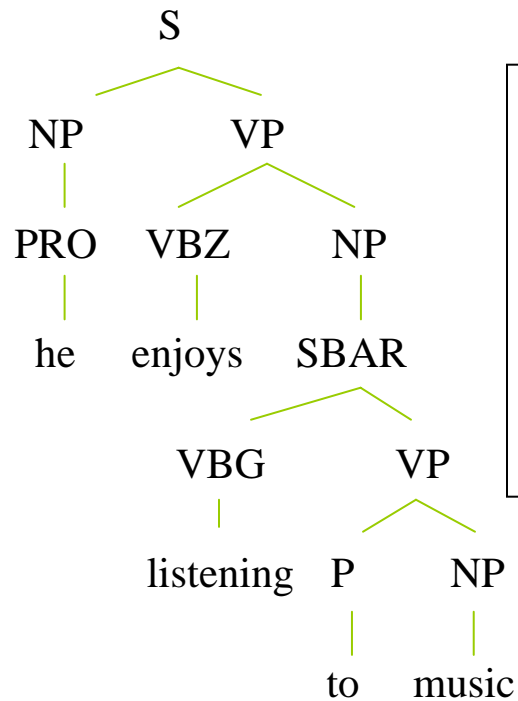 S
NP VP
PRO VBZ NP
he enjoys SBAR
VBG VP
listening P NP
to music